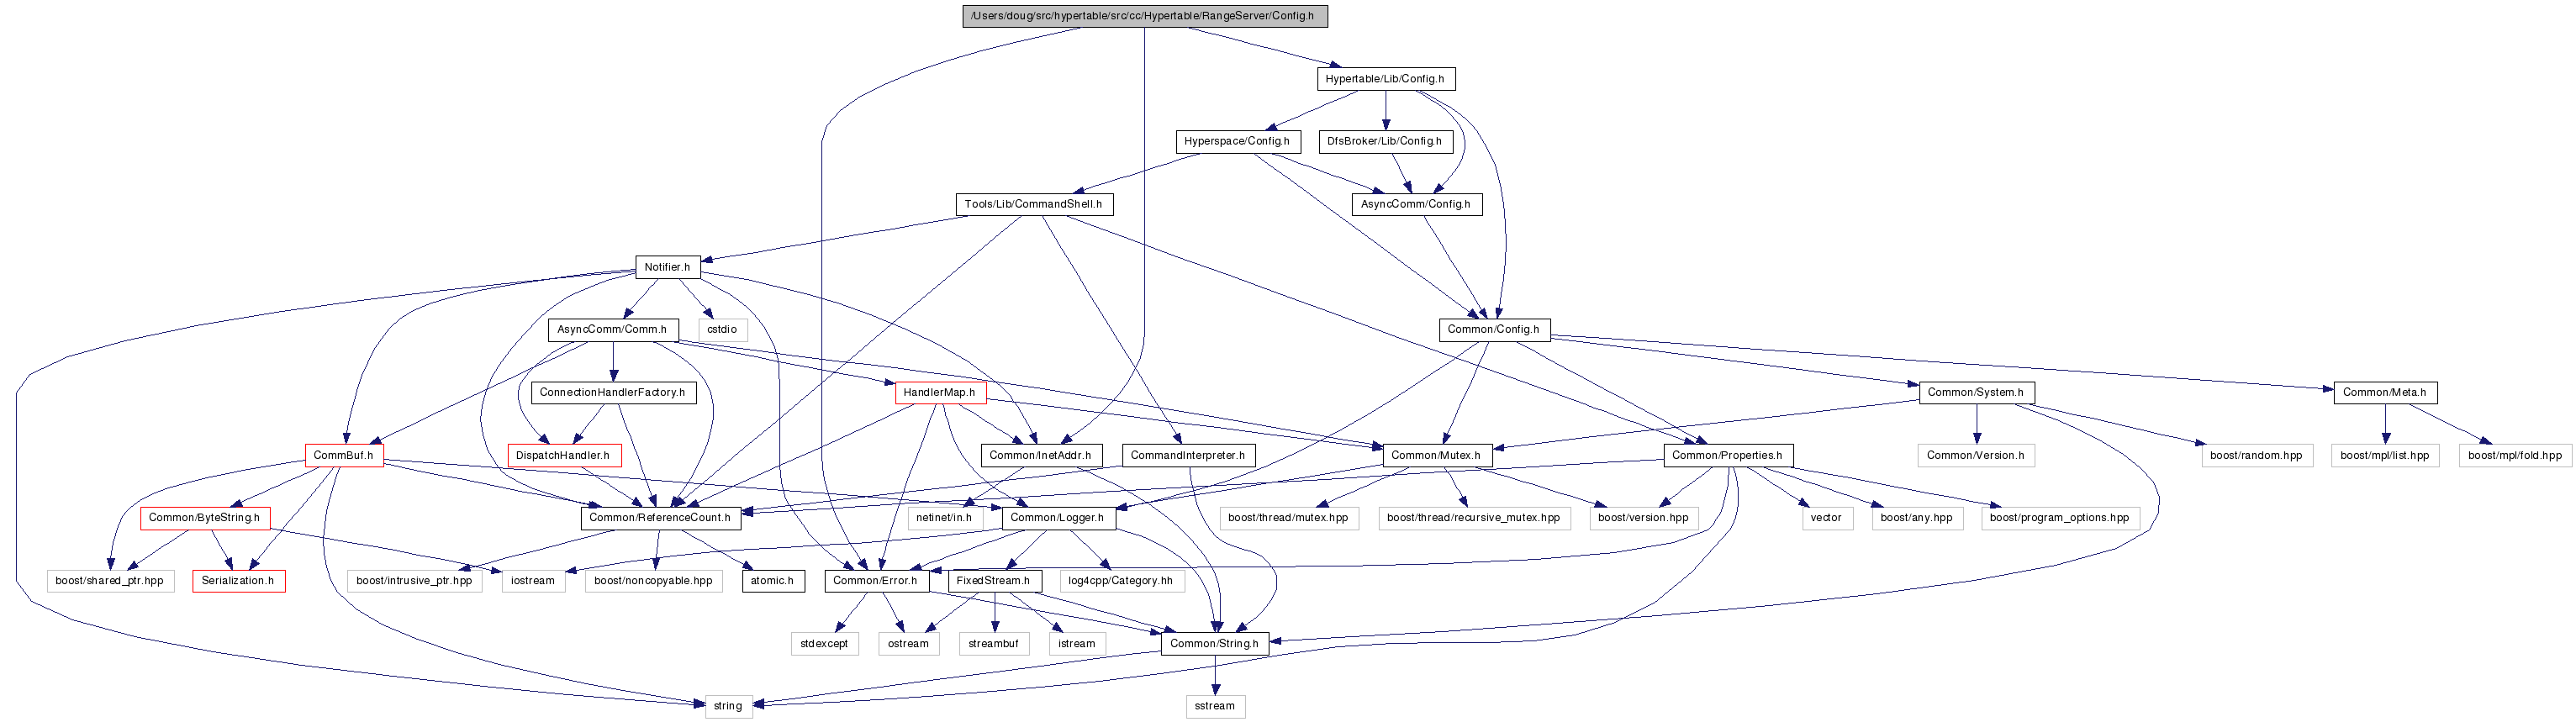 /Users/doug/src/hypertable/src/cc/Hypertable/RangeServer/Config.h
Hypertable/Lib/Config.h
Hyperspace/Config.h
DfsBroker/Lib/Config.h
Tools/Lib/CommandShell.h
AsyncComm/Config.h
Notifier.h
AsyncComm/Comm.h
cstdio
Common/Config.h
ConnectionHandlerFactory.h
HandlerMap.h
Common/System.h
Common/Meta.h
CommBuf.h
DispatchHandler.h
Common/InetAddr.h
CommandInterpreter.h
Common/Mutex.h
Common/Properties.h
Common/Version.h
boost/random.hpp
boost/mpl/list.hpp
boost/mpl/fold.hpp
Common/ByteString.h
Common/ReferenceCount.h
netinet/in.h
Common/Logger.h
boost/thread/mutex.hpp
boost/thread/recursive_mutex.hpp
boost/version.hpp
vector
boost/any.hpp
boost/program_options.hpp
boost/shared_ptr.hpp
Serialization.h
boost/intrusive_ptr.hpp
iostream
boost/noncopyable.hpp
atomic.h
Common/Error.h
FixedStream.h
log4cpp/Category.hh
stdexcept
ostream
streambuf
istream
Common/String.h
string
sstream